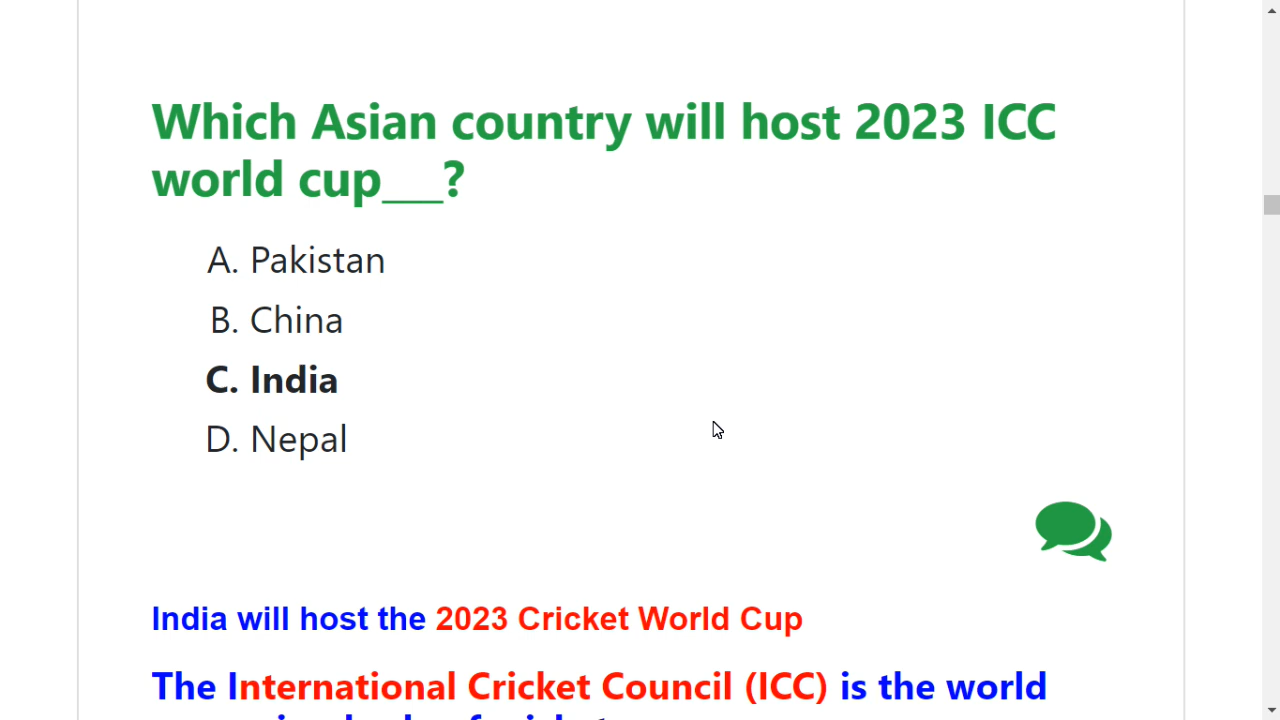 Which Asian country will host 2023 ICC
world cup___?
A. Pakistan
B. China
C. India
D. Nepal
India will host the 2023 Cricket World Cup
The International Cricket Council (ICC) is the world